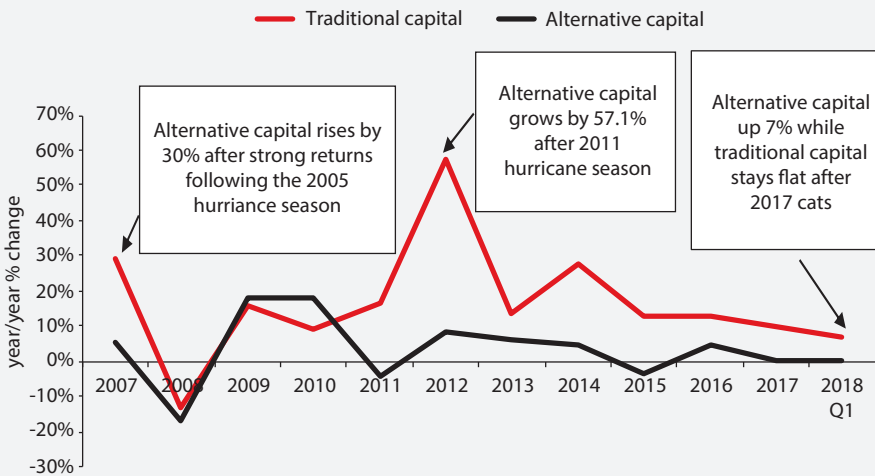 Traditional capital Alternative capital
Alternative capital rises by
30% after strong returns
following the 2005
hurriance season
Alternative capital
grows by 57.1%
after 2011
hurricane season
Alternative capital
up 7% while
traditional capital
stays flat after
2017 cats
year/year % change
70%
60%
50%
40%
30%
20%
10%
0%
-10%
-20%
-30%
2007 2008 2009 2010 2011 2012 2013 2014 2015 2016 2017 2018
Q1